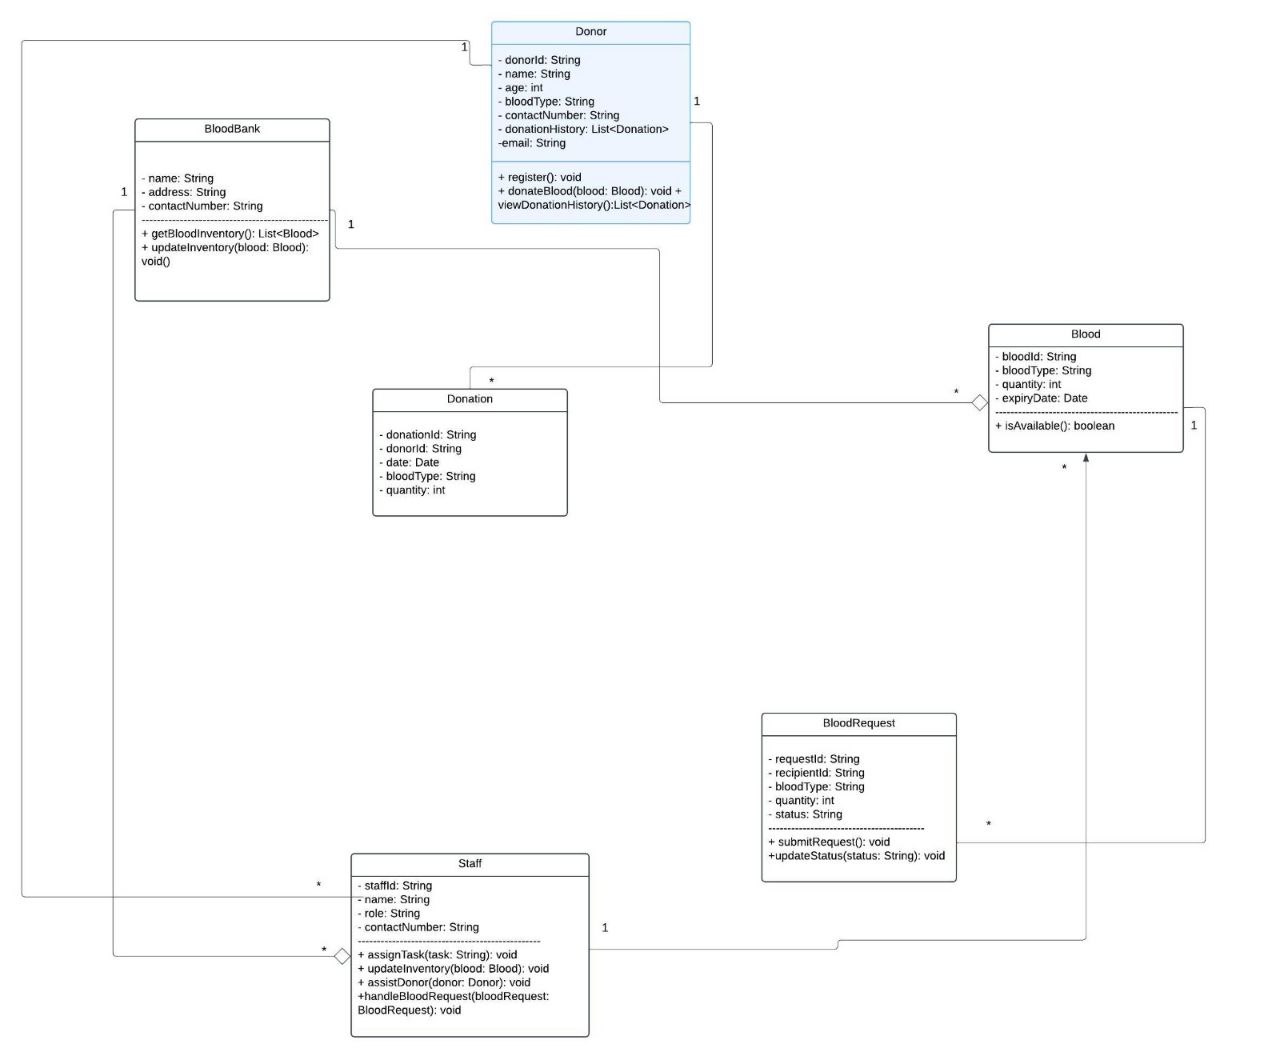 Donor
- donorId: String
- name: String
- age: int
- bloodType: String
- contactNumber: String
- donationHistory: List<Donation>
-email: String
+ register(): void
+ donateBlood(blood: Blood): void +
viewDonationHistory():List<Donation>
1
1
BloodBank
- name: String
- address: String
- contactNumber: String
--------------------------------------------------
+ getBloodInventory(): List<Blood>
+ updateInventory(blood: Blood):
void()
1
1
Donation
- donationId: String
- donorId: String
- date: Date
- bloodType: String
- quantity: int
*
Blood
- bloodId: String
- bloodType: String
- quantity: int
- expiryDate: Date
-------------------------------------------------
+ isAvailable(): boolean
*
1
*
BloodRequest
- requestId: String
- recipientId: String
- bloodType: String
- quantity: int
- status: String
------------------------------------------
+ submitRequest(): void
+updateStatus(status: String): void
*
Staff
- staffId: String
- name: String
- role: String
- contactNumber: String
-------------------------------------------------
+ assignTask(task: String): void
+ updateInventory(blood: Blood): void
+ assistDonor(donor: Donor): void
+handleBloodRequest(bloodRequest:
BloodRequest): void
*
*
1